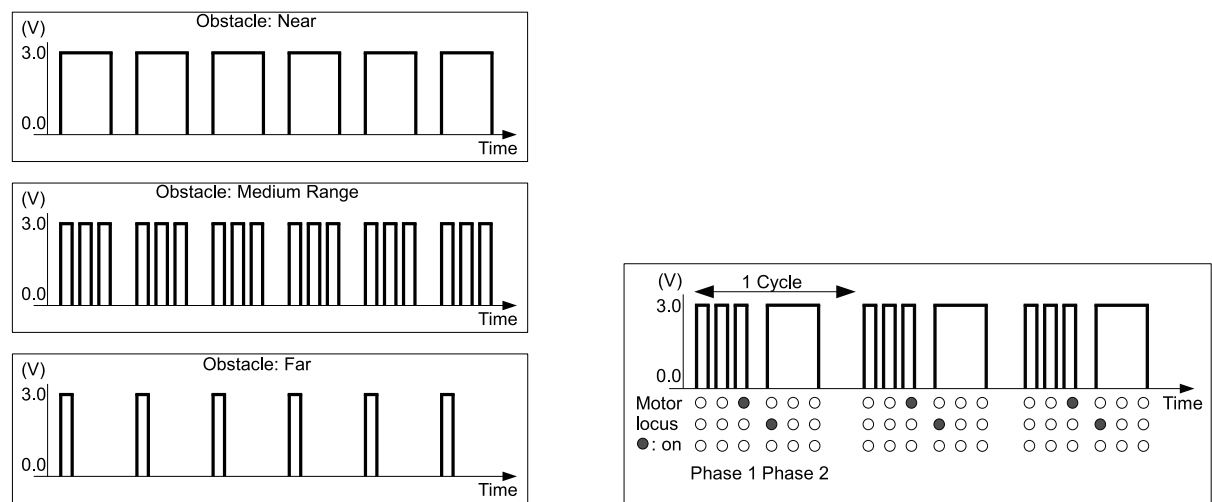 Obstacle: Near
(V)
3.0
0.0
Time
Obstacle: Medium Range
(V)
3.0
0.0
Time
Obstacle: Far
(V)
3.0
0.0
Time
(V)
1 Cycle
3.0
0.0
Motor
Time
locus
: on
Phase 1 Phase 2